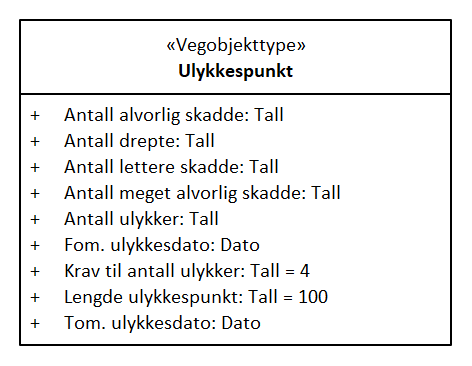 «Vegobjekttype»
Ulykkespunkt
+ Antall alvorlig skadde: Tall
+ Antall drepte: Tall
+ Antall lettere skadde: Tall
+ Antall meget alvorlig skadde: Tall
+ Antall ulykker: Tall
+ Fom. ulykkesdato: Dato
+ Krav til antall ulykker: Tall = 4
+ Lengde ulykkespunkt: Tall = 100
+ Tom. ulykkesdato: Dato